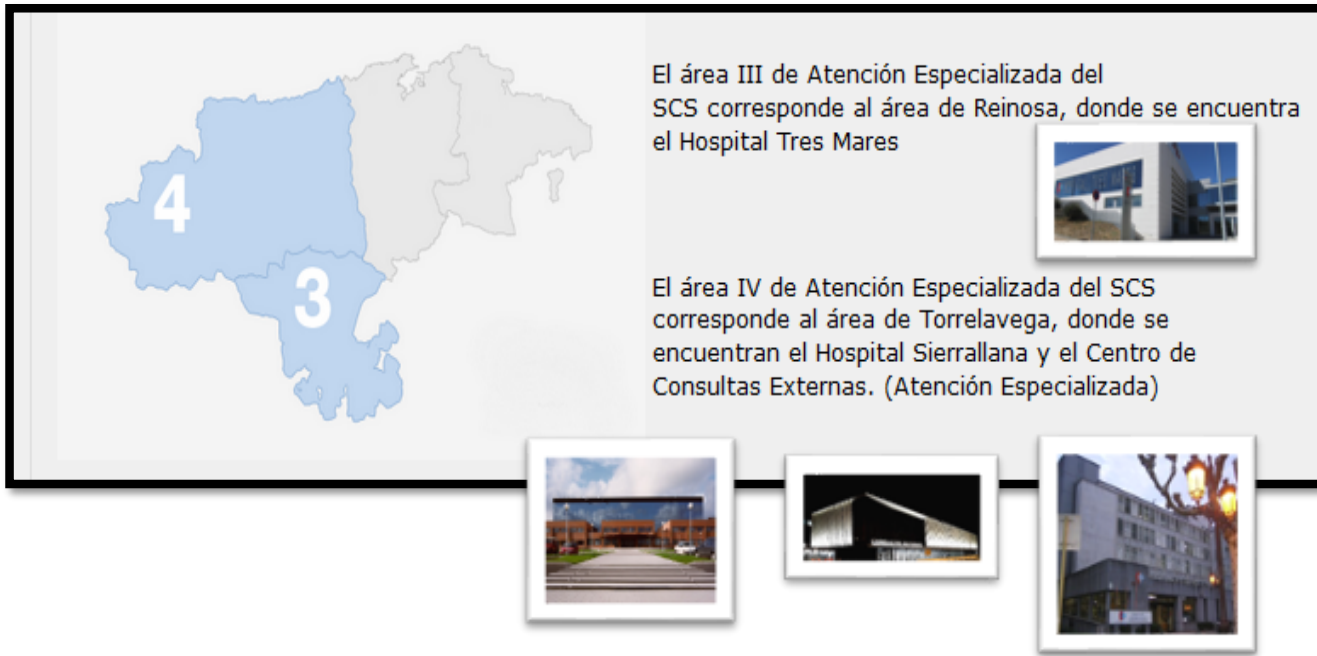 El área III de Atención Especializada del
SCS corresponde al área de Reinosa, donde se encuentra
el Hospital Tres Mares
4
3
El área IV de Atención Especializada del SCS
corresponde al área de Torrelavega, donde se
encuentran el Hospital Sierrallana y el Centro de
Consultas Externas. (Atención Especializada)